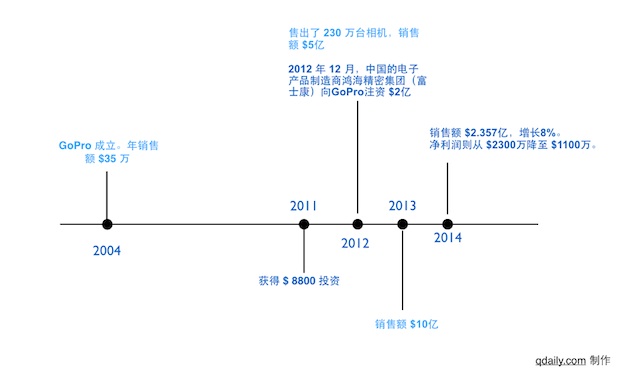 售出了 230 万台相机，销售
额 $5亿
2012 年 12 月，中国的电子
产品制造商鸿海精密集团（富
士康）向GoPro注资 $2亿
GoPro 成立。年销售
额 $35 万
销售额 $2.357亿，增长8%。
净利润则从 $2300万降至 $1100万。
2011
2013
2004
2012
2014
获得 $ 8800 投资
销售额 $10亿
qdaily.com 制作